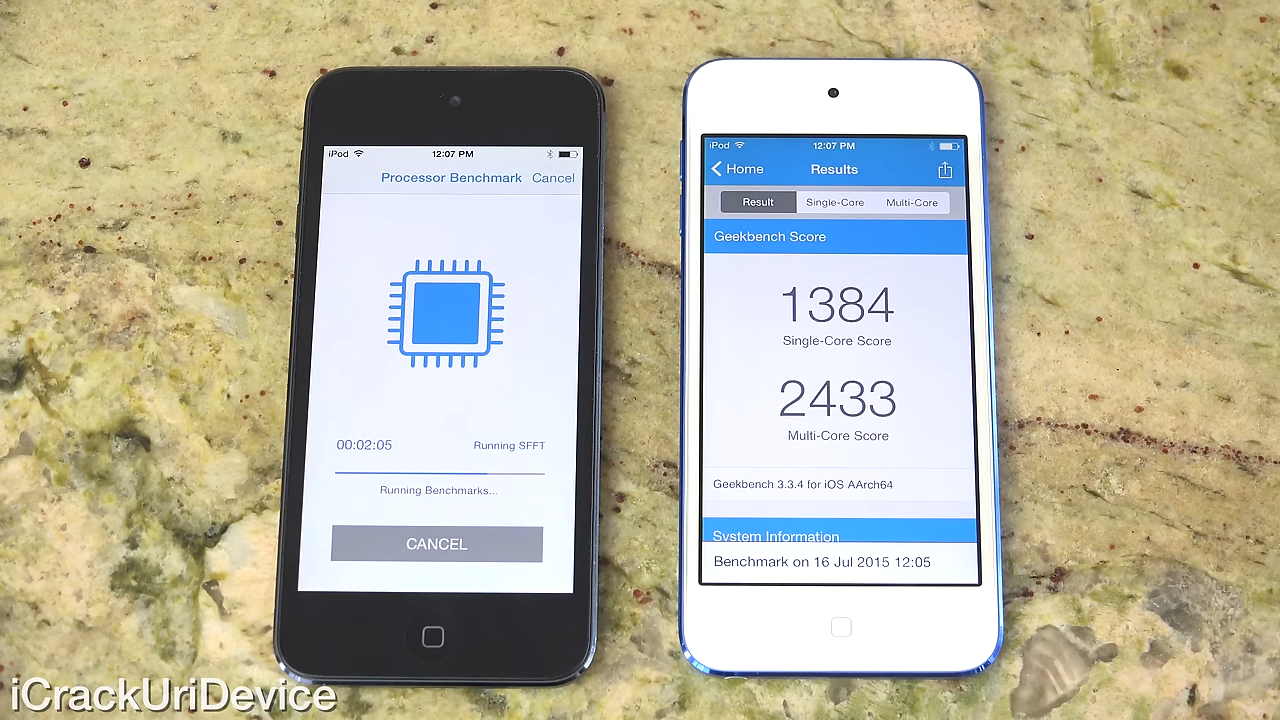 iPod 12:07 PM
Processor Benchmark Cancel
00:02:05 Running SFFT
Running Benchmarks...
CANCEL
iPod 12:07 PM
Home Results
Result Single-Core Multi-Core
Geekbench Score
1384
Single-Core Score
2433
Multi-Core Score
Geekbench 3.3.4 for iOS AArch64
System Information
Benchmark on 16 Jul 2015 12:05
iCrackUriDevice